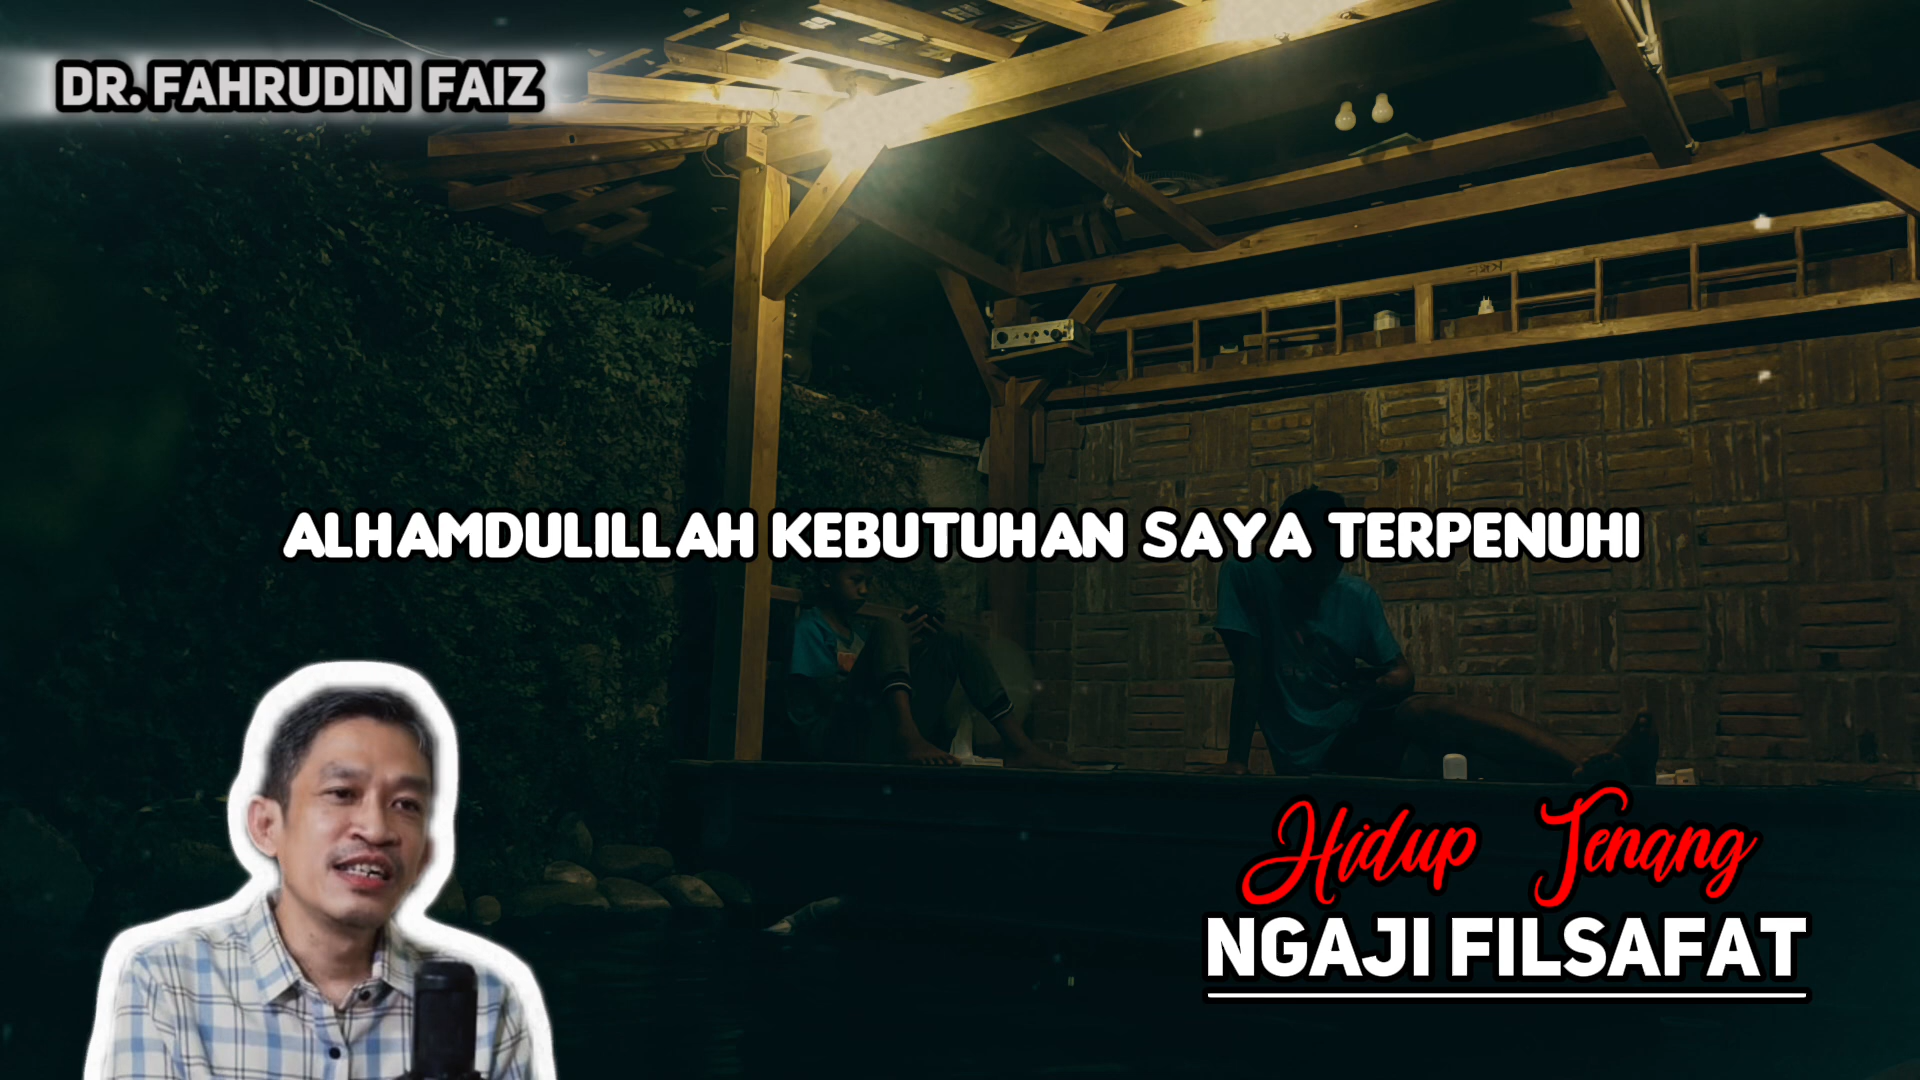 DR. FAHRUDIN FAIZ
ALHAMDULILLAH KEBUTUHAN SAYA TERPENUHI
Hidup Tenang
NGAJI FILSAFAT